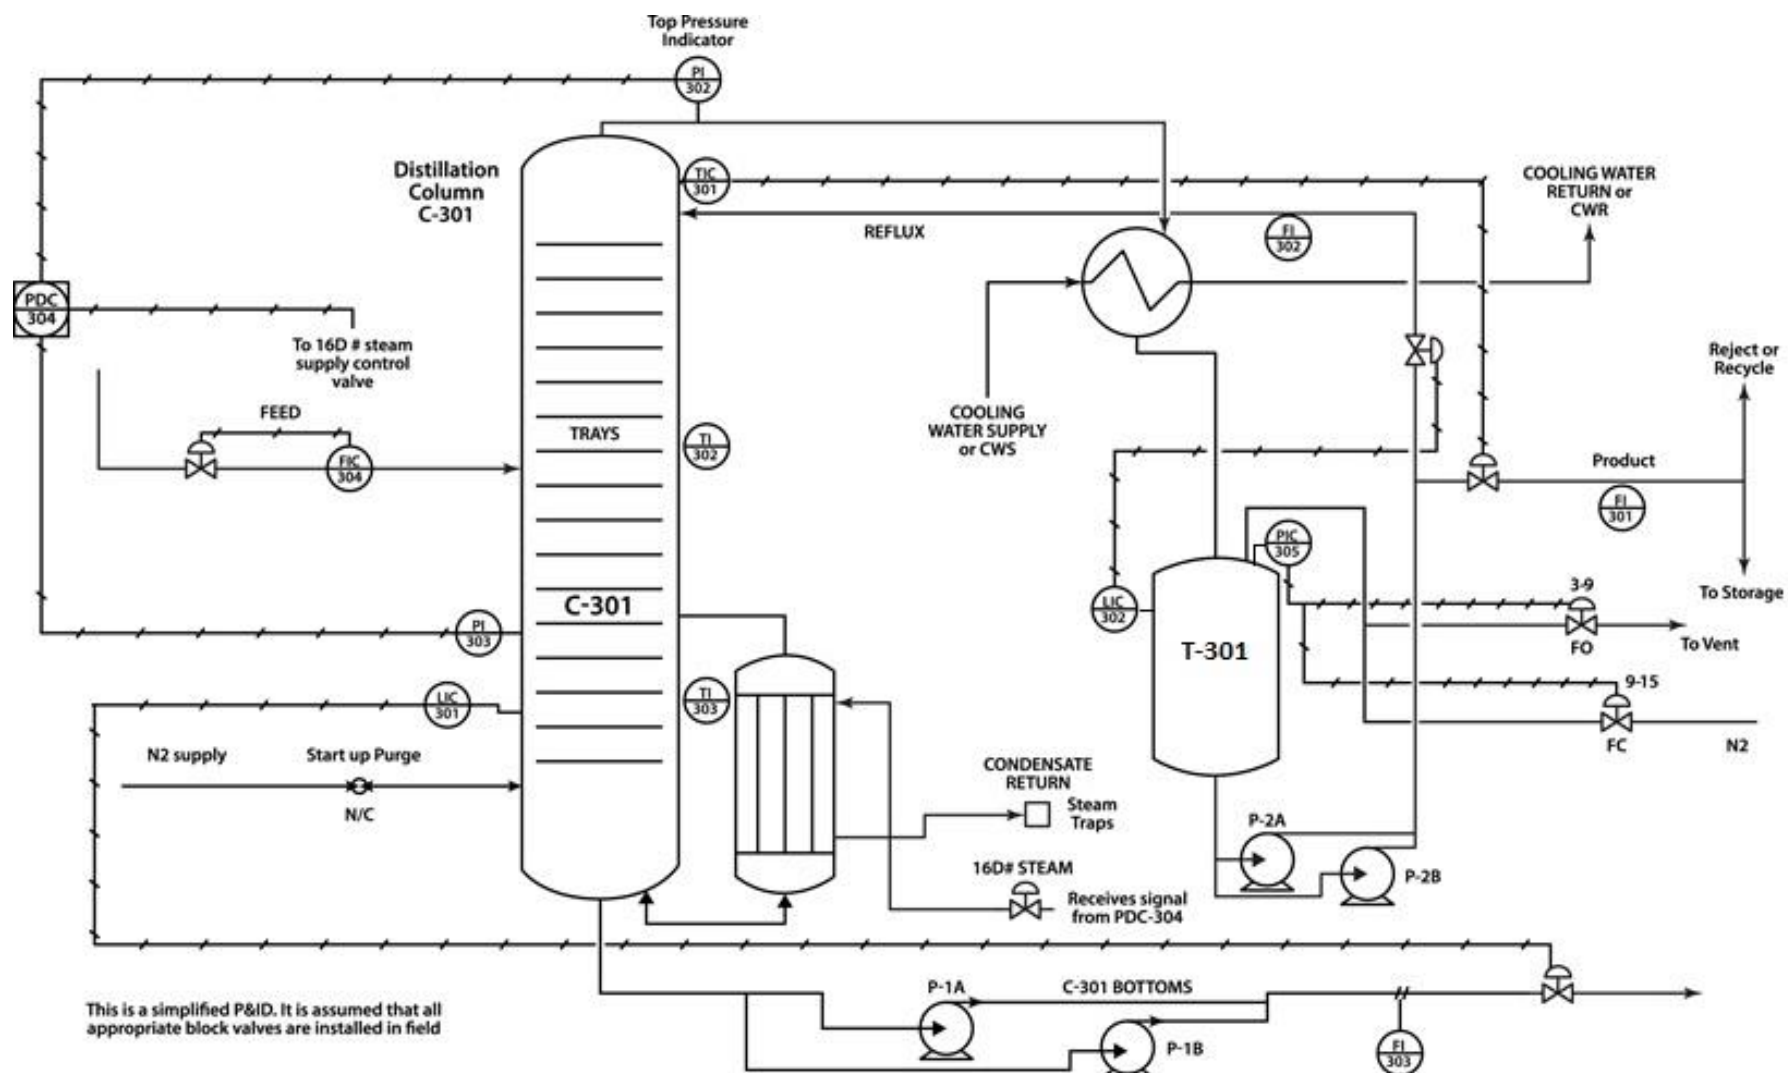 Top Pressure
Indicator
PI
302
Distillation
Column
C-301
TIC
301
COOLING WATER
RETURN or
CWR
REFLUX
FI
302
PDC
304
To 16D # steam
supply control
valve
Reject or
Recycle
FEED
FIC
304
TRAYS
TI
302
COOLING
WATER SUPPLY
or CWS
Product
FI
301
PIC
305
C-301
LIC
302
T-301
3-9
FO
To Storage
To Vent
PI
303
LIC
301
TI
303
9-15
FC
N2
N2 supply
Start up Purge
N/C
CONDENSATE
RETURN
Steam
Traps
P-2A
P-2B
16D# STEAM
Receives signal
from PDC-304
This is a simplified P&ID. It is assumed that all
appropriate block valves are installed in field
P-1A
C-301 BOTTOMS
P-1B
FI
303